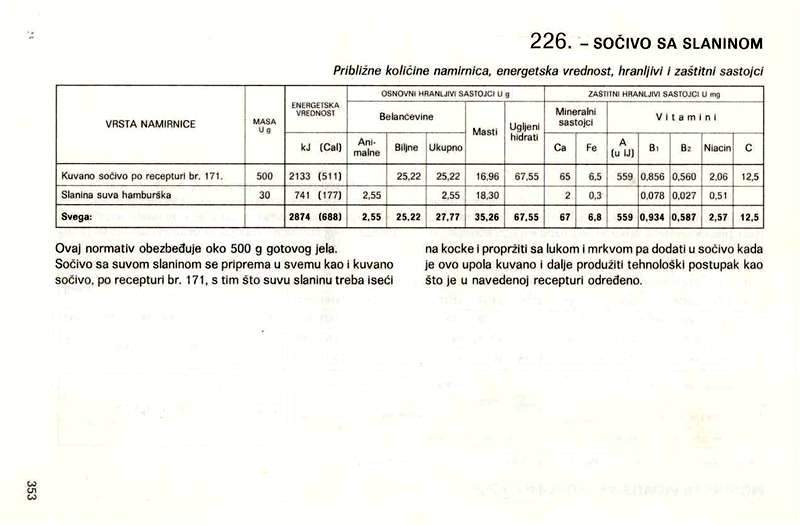 226. – SOČIVO SA SLANINOM
Približne količine namirnica, energetska vrednost, hranljivi i zaštitni sastojci
VRSTA NAMIRNICE
MASA U g
ENERGETSKA VREDNOST
OSNOVNI HRANLJIVI SASTOJCI U g
ZAŠTITNI HRANLJIVI SASTOJCI U mg
Belančevine
Masti
Ugljeni hidrati
Mineralni sastojci
Vitamini
kJ (Cal)
Ani-malne
Biljne
Ukupno
Ca
Fe
A (u IJ)
B1
B2
Niacin
C
Kuvano sočivo po recepturi br. 171. 500 2133 (511) 25,22 25,22 16,96 67,55 65 6,5 559 0,856 0,560 2,06 12,5
Slanina suva hamburška 30 741 (177) 2,55 2,55 18,30 2 0,3 0,078 0,027 0,51
Svega: 2874 (688) 2,55 25,22 27,77 35,26 67,55 67 6,8 559 0,934 0,587 2,57 12,5
Ovaj normativ obezbeđuje oko 500 g gotovog jela.
Sočivo sa suvom slaninom se priprema u svemu kao i kuvano
sočivo, po recepturi br. 171, s tim što suvu slaninu treba iseći
na kocke i propržiti sa lukom i mrkvom pa dodati u sočivo kada
je ovo upola kuvano i dalje produžiti tehnološki postupak kao
što je u navedenoj recepturi određeno.
353